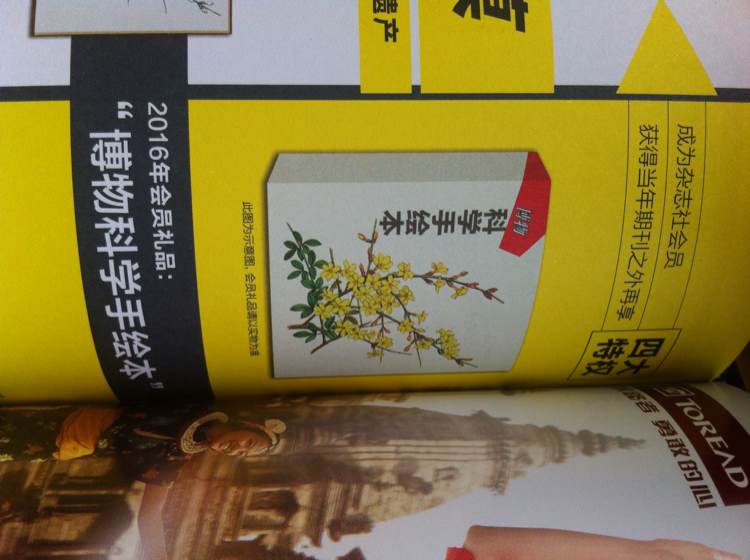 成为杂志社会员
获得当年期刊之外再享
四大
特权
遗产
博物
科学手绘本
此图为示意图，会员礼品请以实物为准
2016年会员礼品：
“博物科学手绘本”
TOREAD
者 勇敢的心